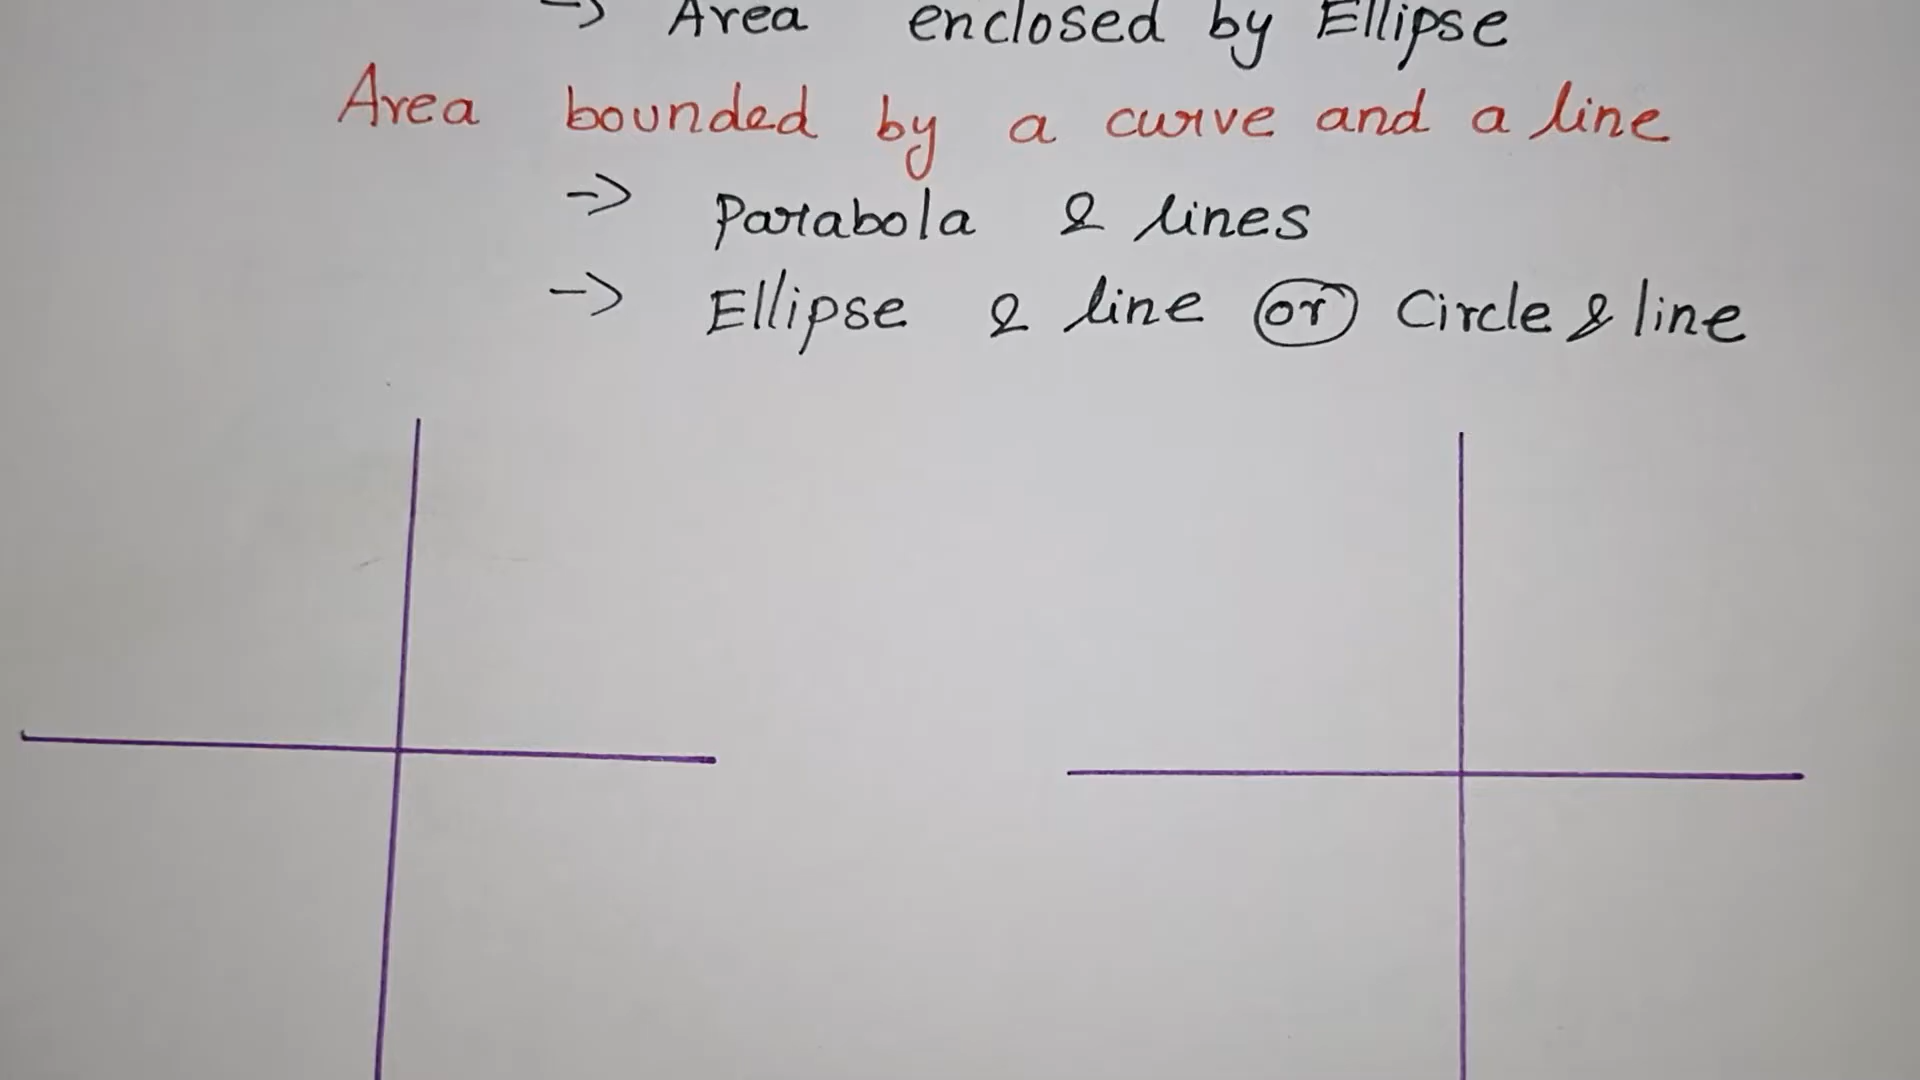 -> Area enclosed by Ellipse
Area bounded by a curve and a line
-> Parabola & lines
-> Ellipse & line or Circle & line